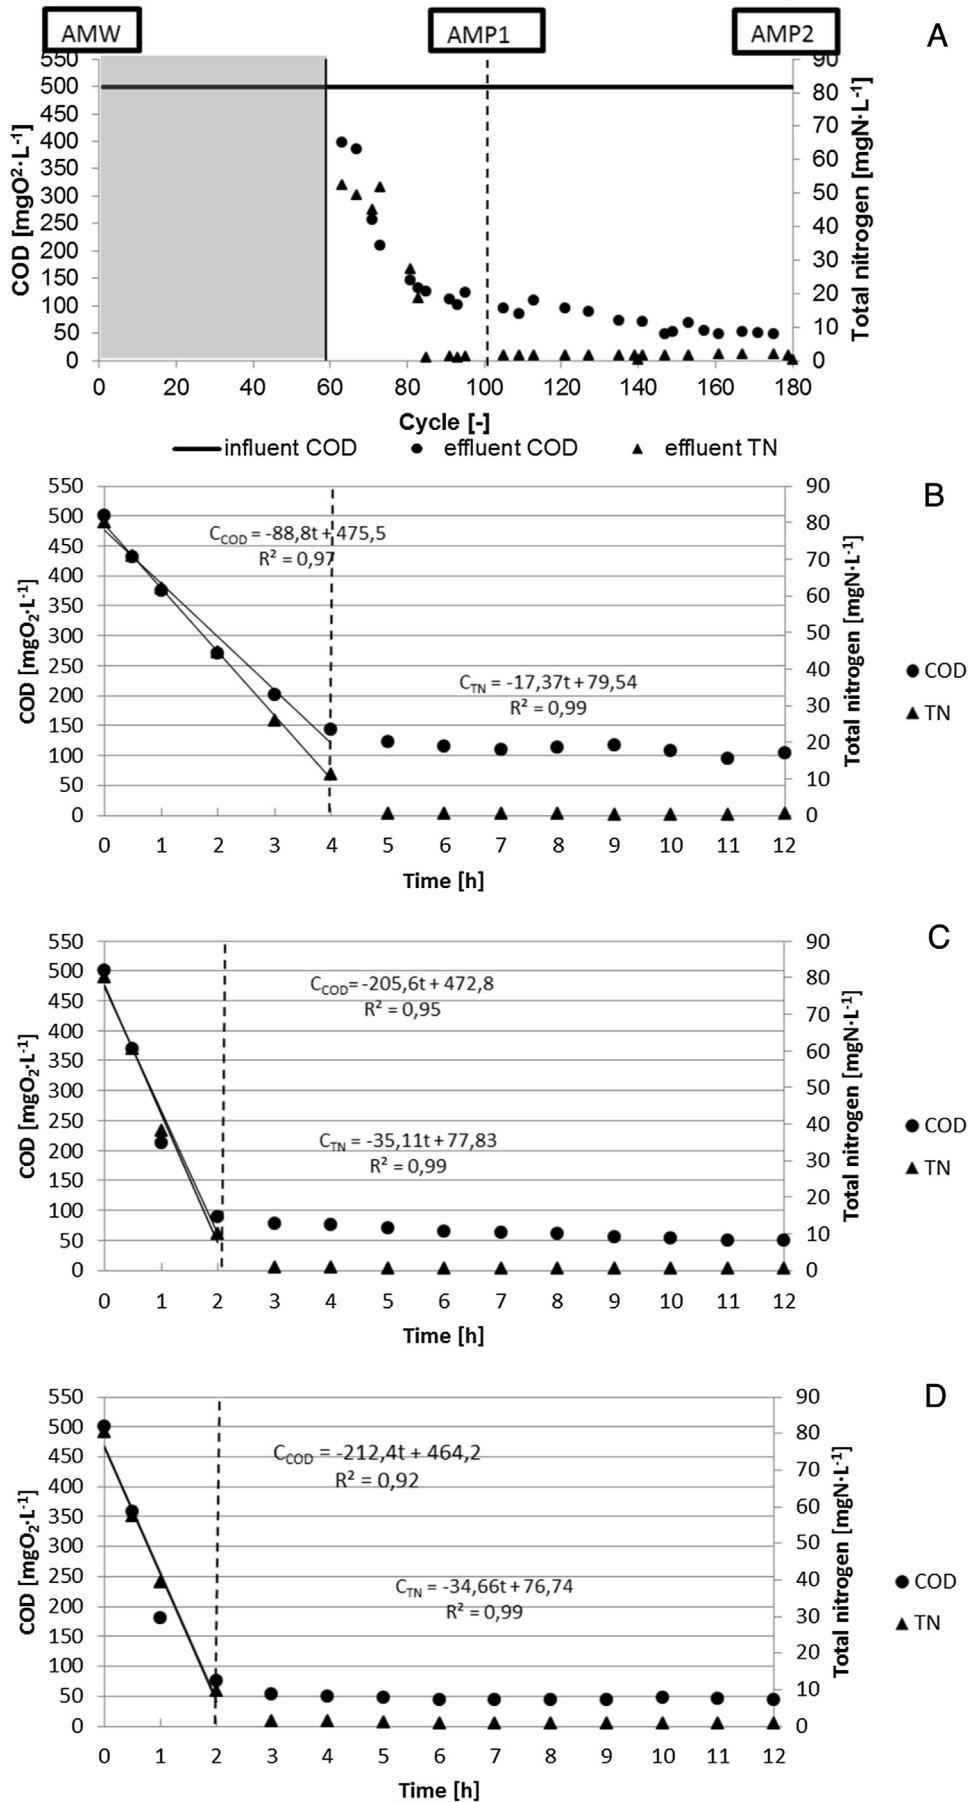 AMW AMP1 AMP2 A
550 90
500 80
450 70
400 60
350 50
300 40
250 30
200 20
150 10
100 0
50
0
COD [mgO²·L⁻¹]
Total nitrogen [mgN·L⁻¹]
0 20 40 60 80 100 120 140 160 180
Cycle [-]
influent COD effluent COD effluent TN
B
550 90
500 80
450 70
400 60
350 50
300 40
250 30
200 20
150 10
100 0
50
0
COD [mgO₂·L⁻¹]
Total nitrogen [mgN·L⁻¹]
C_COD = -88,8t + 475,5
R² = 0,97
C_TN = -17,37t + 79,54
R² = 0,99
COD
TN
0 1 2 3 4 5 6 7 8 9 10 11 12
Time [h]
C
550 90
500 80
450 70
400 60
350 50
300 40
250 30
200 20
150 10
100 0
50
0
COD [mgO₂·L⁻¹]
Total nitrogen [mgN·L⁻¹]
C_COD= -205,6t + 472,8
R² = 0,95
C_TN = -35,11t + 77,83
R² = 0,99
COD
TN
0 1 2 3 4 5 6 7 8 9 10 11 12
Time [h]
D
550 90
500 80
450 70
400 60
350 50
300 40
250 30
200 20
150 10
100 0
50
0
COD [mgO₂·L⁻¹]
Total nitrogen [mgN·L⁻¹]
C_COD = -212,4t + 464,2
R² = 0,92
C_TN = -34,66t + 76,74
R² = 0,99
COD
TN
0 1 2 3 4 5 6 7 8 9 10 11 12
Time [h]